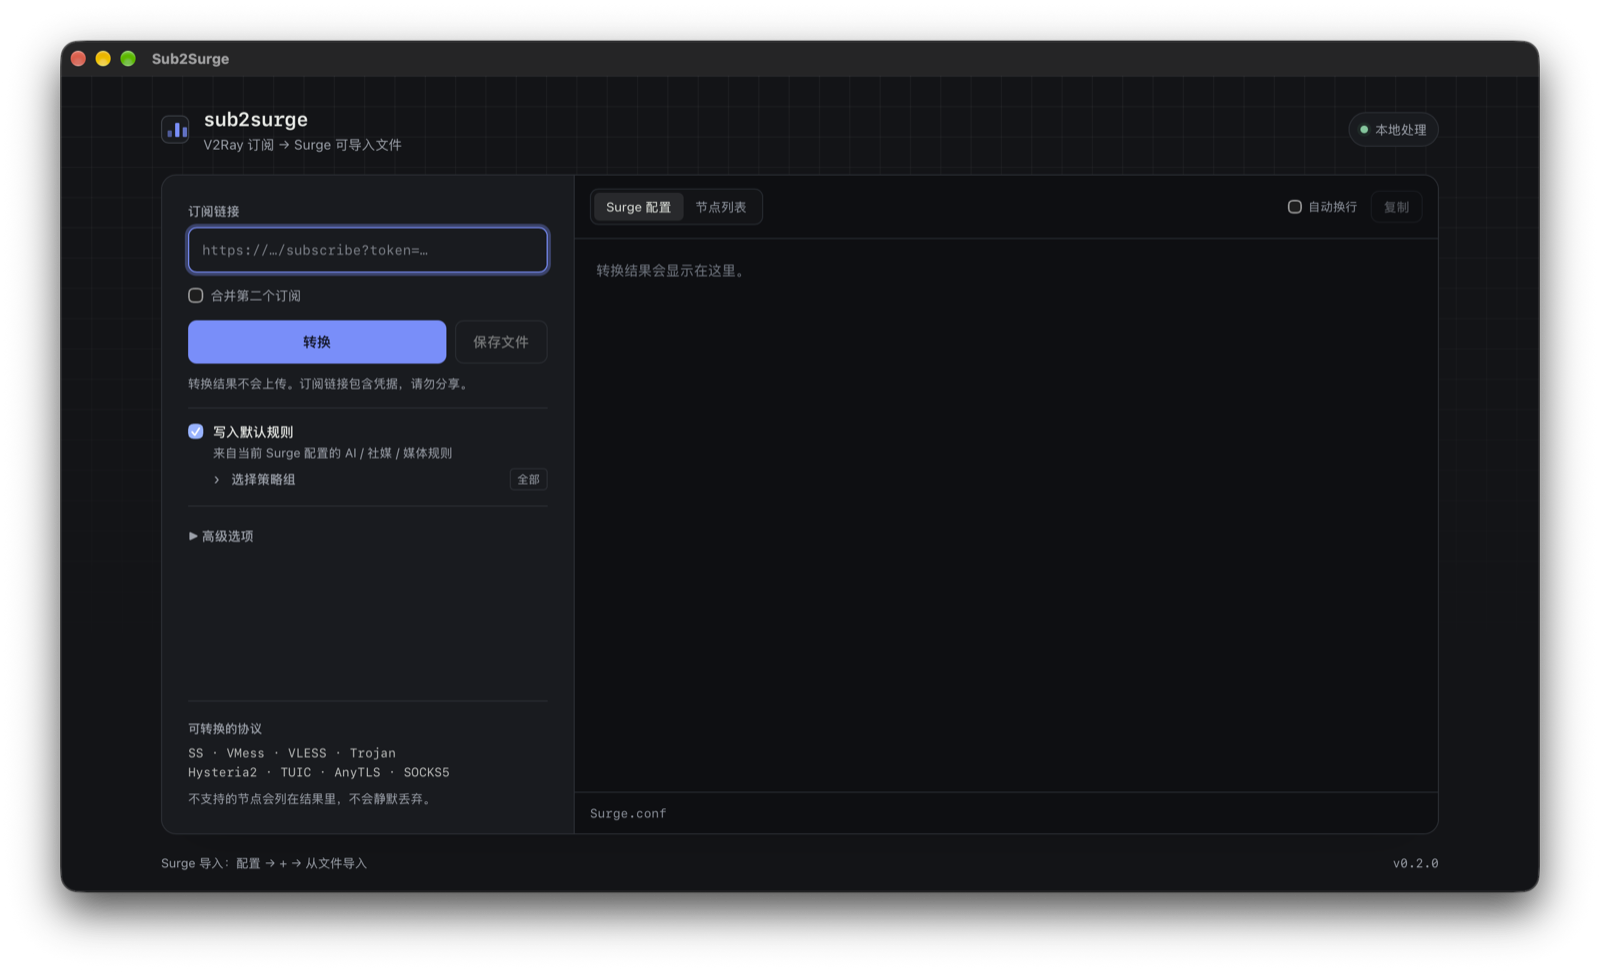 Sub2Surge
sub2surge
V2Ray 订阅 → Surge 可导入文件
本地处理
订阅链接
https://…/subscribe?token=…
合并第二个订阅
转换
保存文件
转换结果不会上传。订阅链接包含凭据，请勿分享。
写入默认规则
来自当前 Surge 配置的 AI / 社媒 / 媒体规则
› 选择策略组
全部
▶ 高级选项
可转换的协议
SS · VMess · VLESS · Trojan
Hysteria2 · TUIC · AnyTLS · SOCKS5
不支持的节点会列在结果里，不会静默丢弃。
Surge 配置
节点列表
自动换行
复制
转换结果会显示在这里。
Surge.conf
Surge 导入：配置 → + → 从文件导入
v0.2.0